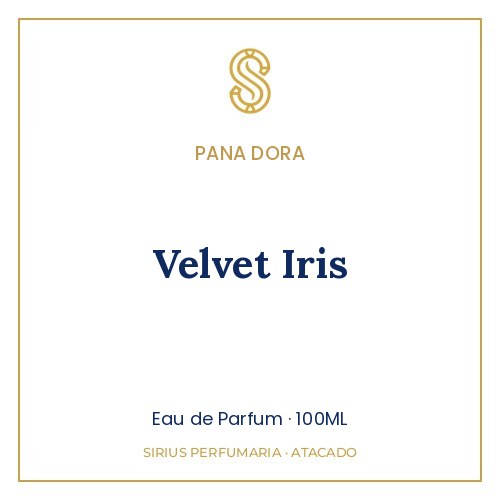 PANA DORA
Velvet Iris
Eau de Parfum · 100ML
SIRIUS PERFUMARIA · ATACADO